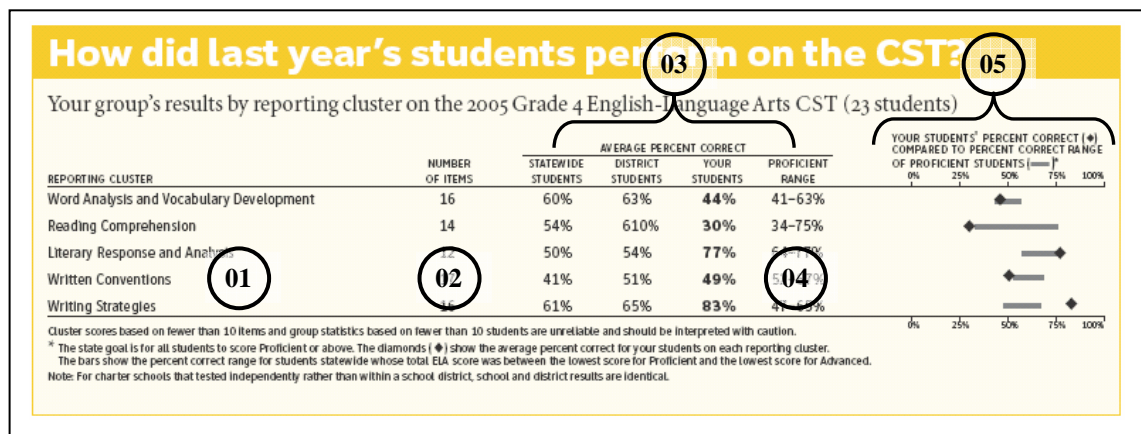 How did last year's students perform on the CST?
03
05
Your group's results by reporting cluster on the 2005 Grade 4 English-Language Arts CST (23 students)
YOUR STUDENTS' PERCENT CORRECT (◆)
COMPARED TO PERCENT CORRECT RANGE
OF PROFICIENT STUDENTS (—)*
AVERAGE PERCENT CORRECT
REPORTING CLUSTER NUMBER OF ITEMS STATEWIDE STUDENTS DISTRICT STUDENTS YOUR STUDENTS PROFICIENT RANGE
0% 25% 50% 75% 100%
Word Analysis and Vocabulary Development 16 60% 63% 44% 41–63%
Reading Comprehension 14 54% 610% 30% 34–75%
Literary Response and Analysis 12 50% 54% 77%
Written Conventions 41% 51% 49%
01 02 04
Writing Strategies 16 61% 65% 83% 47–65%
0% 25% 50% 75% 100%
Cluster scores based on fewer than 10 items and group statistics based on fewer than 10 students are unreliable and should be interpreted with caution.
* The state goal is for all students to score Proficient or above. The diamonds (◆) show the average percent correct for your students on each reporting cluster.
The bars show the percent correct range for students statewide whose total ELA score was between the lowest score for Proficient and the lowest score for Advanced.
Note: For charter schools that tested independently rather than within a school district, school and district results are identical.